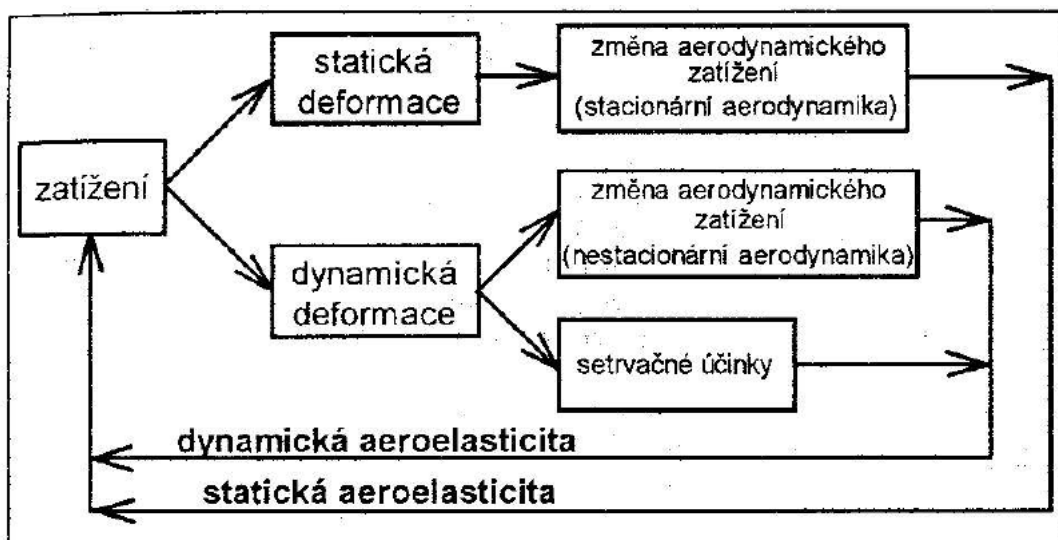 statická
deformace
změna aerodynamického
zatížení
(stacionární aerodynamika)
zatížení
změna aerodynamického
zatížení
(nestacionární aerodynamika)
dynamická
deformace
setrvačné účinky
dynamická aeroelasticita
statická aeroelasticita